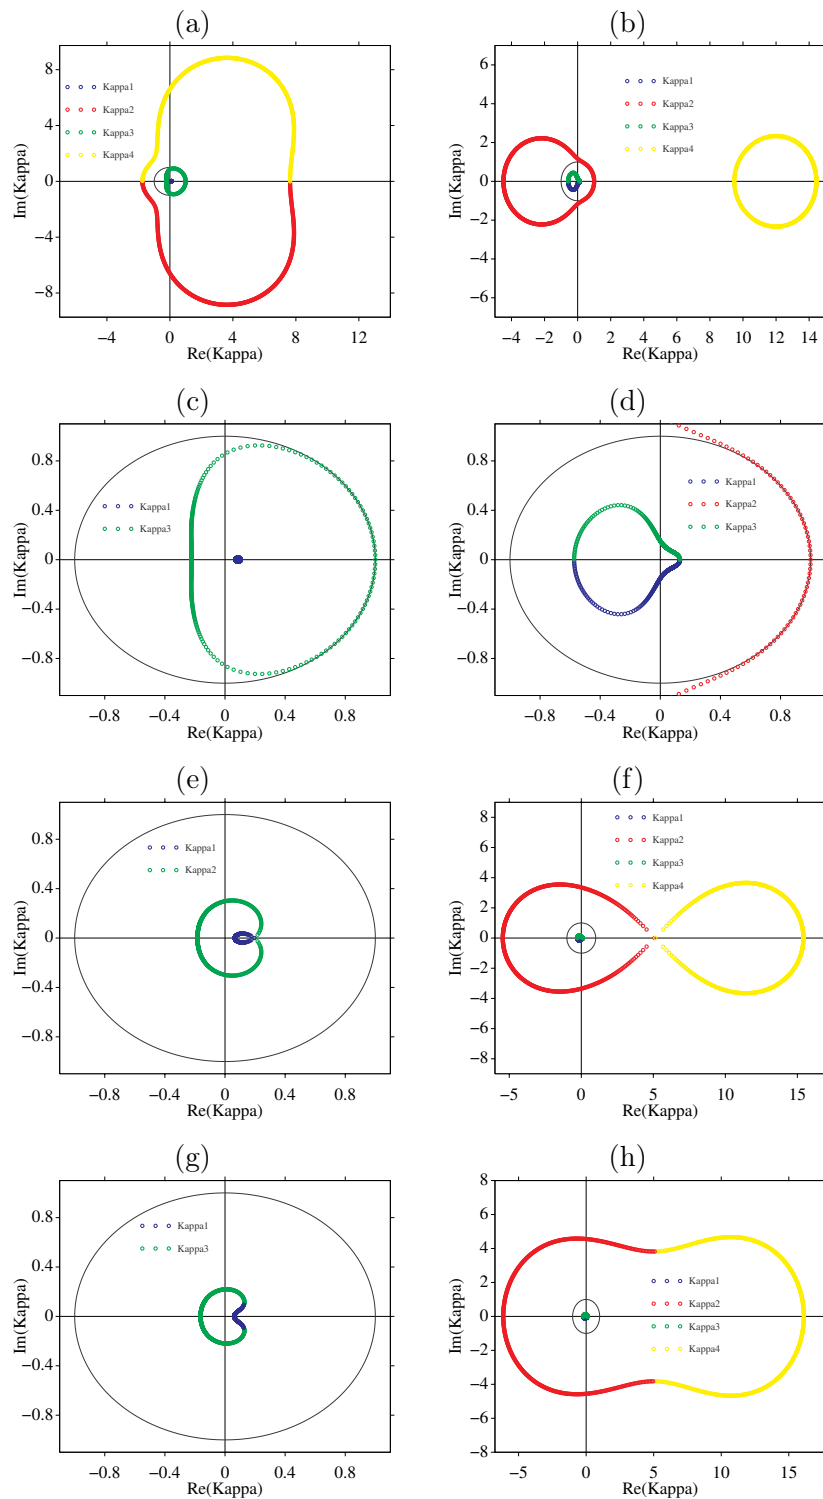 (a)
Im(Kappa)
8
4
0
−4
−8
Kappa1
Kappa2
Kappa3
Kappa4
−4 0 4 8 12
Re(Kappa)
(b)
Im(Kappa)
6
4
2
0
−2
−4
−6
Kappa1
Kappa2
Kappa3
Kappa4
−4 −2 0 2 4 6 8 10 12 14
Re(Kappa)
(c)
Im(Kappa)
0.8
0.4
0
−0.4
−0.8
Kappa1
Kappa3
−0.8 −0.4 0 0.4 0.8
Re(Kappa)
(d)
Im(Kappa)
0.8
0.4
0
−0.4
−0.8
Kappa1
Kappa2
Kappa3
−0.8 −0.4 0 0.4 0.8
Re(Kappa)
(e)
Im(Kappa)
0.8
0.4
0
−0.4
−0.8
Kappa1
Kappa2
−0.8 −0.4 0 0.4 0.8
Re(Kappa)
(f)
Im(Kappa)
8
6
4
2
0
−2
−4
−6
−8
Kappa1
Kappa2
Kappa3
Kappa4
−5 0 5 10 15
Re(Kappa)
(g)
Im(Kappa)
0.8
0.4
0
−0.4
−0.8
Kappa1
Kappa3
−0.8 −0.4 0 0.4 0.8
Re(Kappa)
(h)
Im(Kappa)
8
6
4
2
0
−2
−4
−6
−8
Kappa1
Kappa2
Kappa3
Kappa4
−5 0 5 10 15
Re(Kappa)